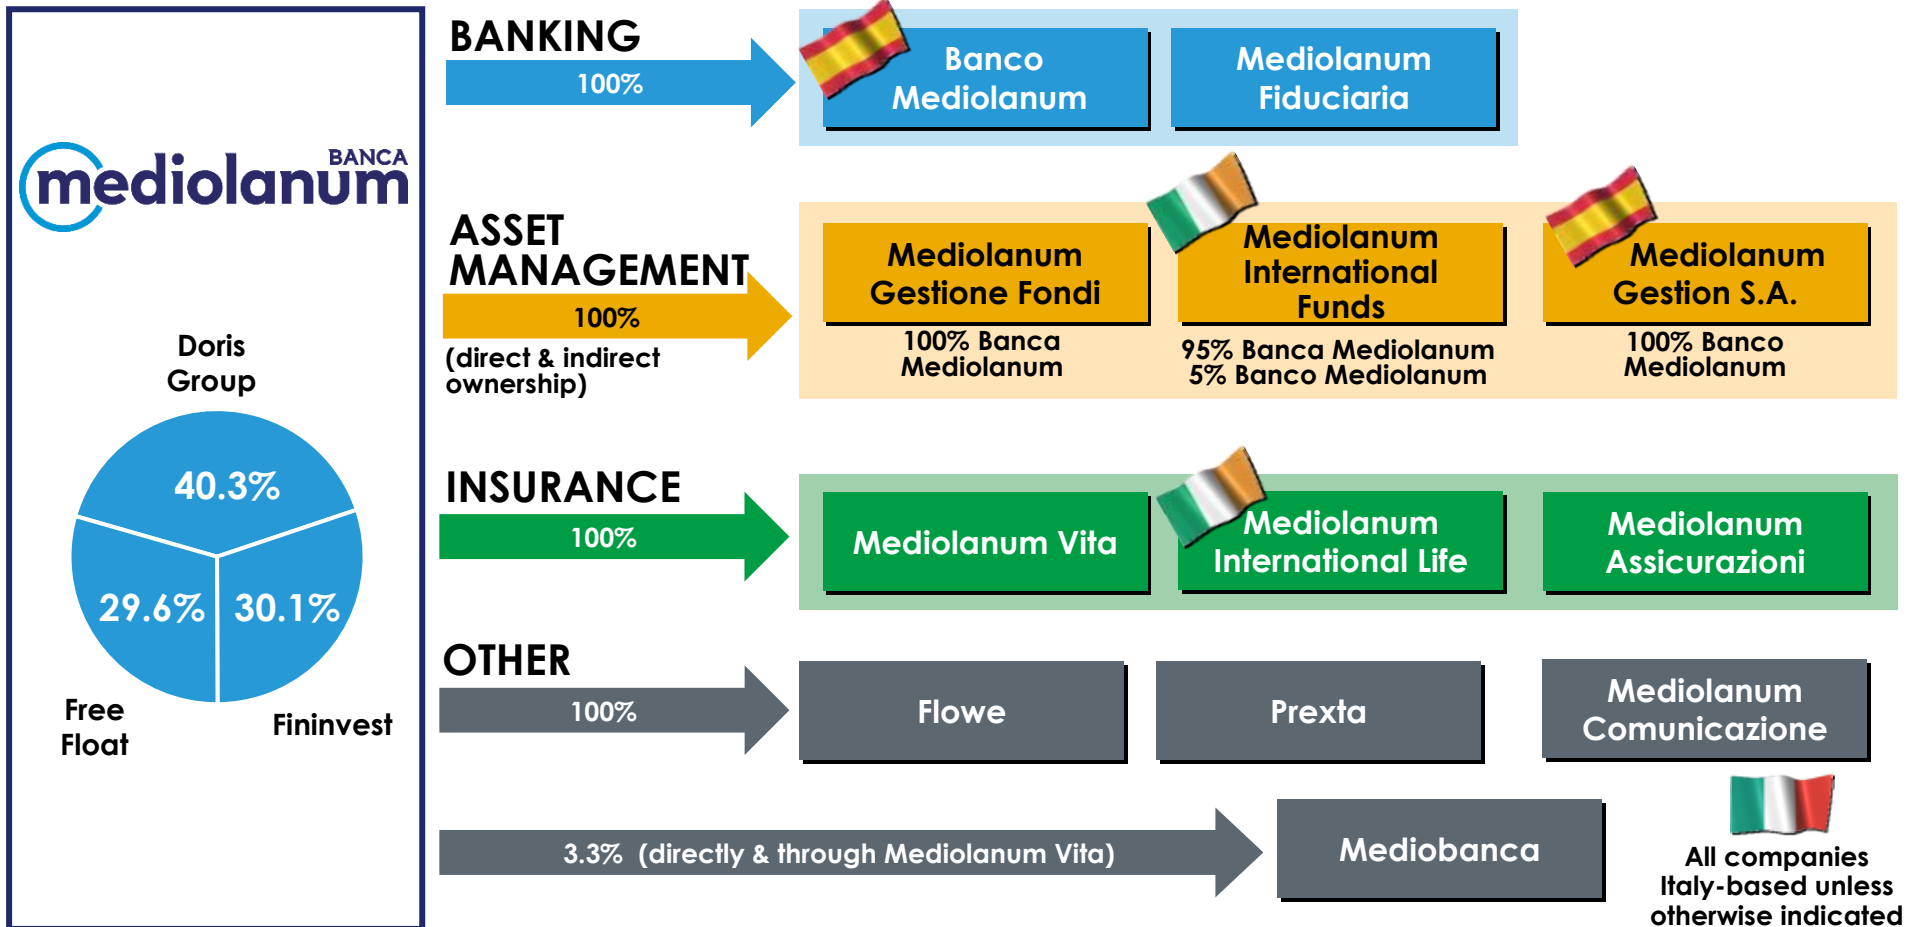 BANCA
mediolanum
Doris
Group
40.3%
29.6%
30.1%
Free
Float
Fininvest
BANKING
100%
Banco
Mediolanum
Mediolanum
Fiduciaria
ASSET
MANAGEMENT
100%
(direct & indirect
ownership)
Mediolanum
Gestione Fondi
100% Banca
Mediolanum
Mediolanum
International
Funds
95% Banca Mediolanum
5% Banco Mediolanum
Mediolanum
Gestion S.A.
100% Banco
Mediolanum
INSURANCE
100%
Mediolanum Vita
Mediolanum
International Life
Mediolanum
Assicurazioni
OTHER
100%
Flowe
Prexta
Mediolanum
Comunicazione
3.3% (directly & through Mediolanum Vita)
Mediobanca
All companies
Italy-based unless
otherwise indicated